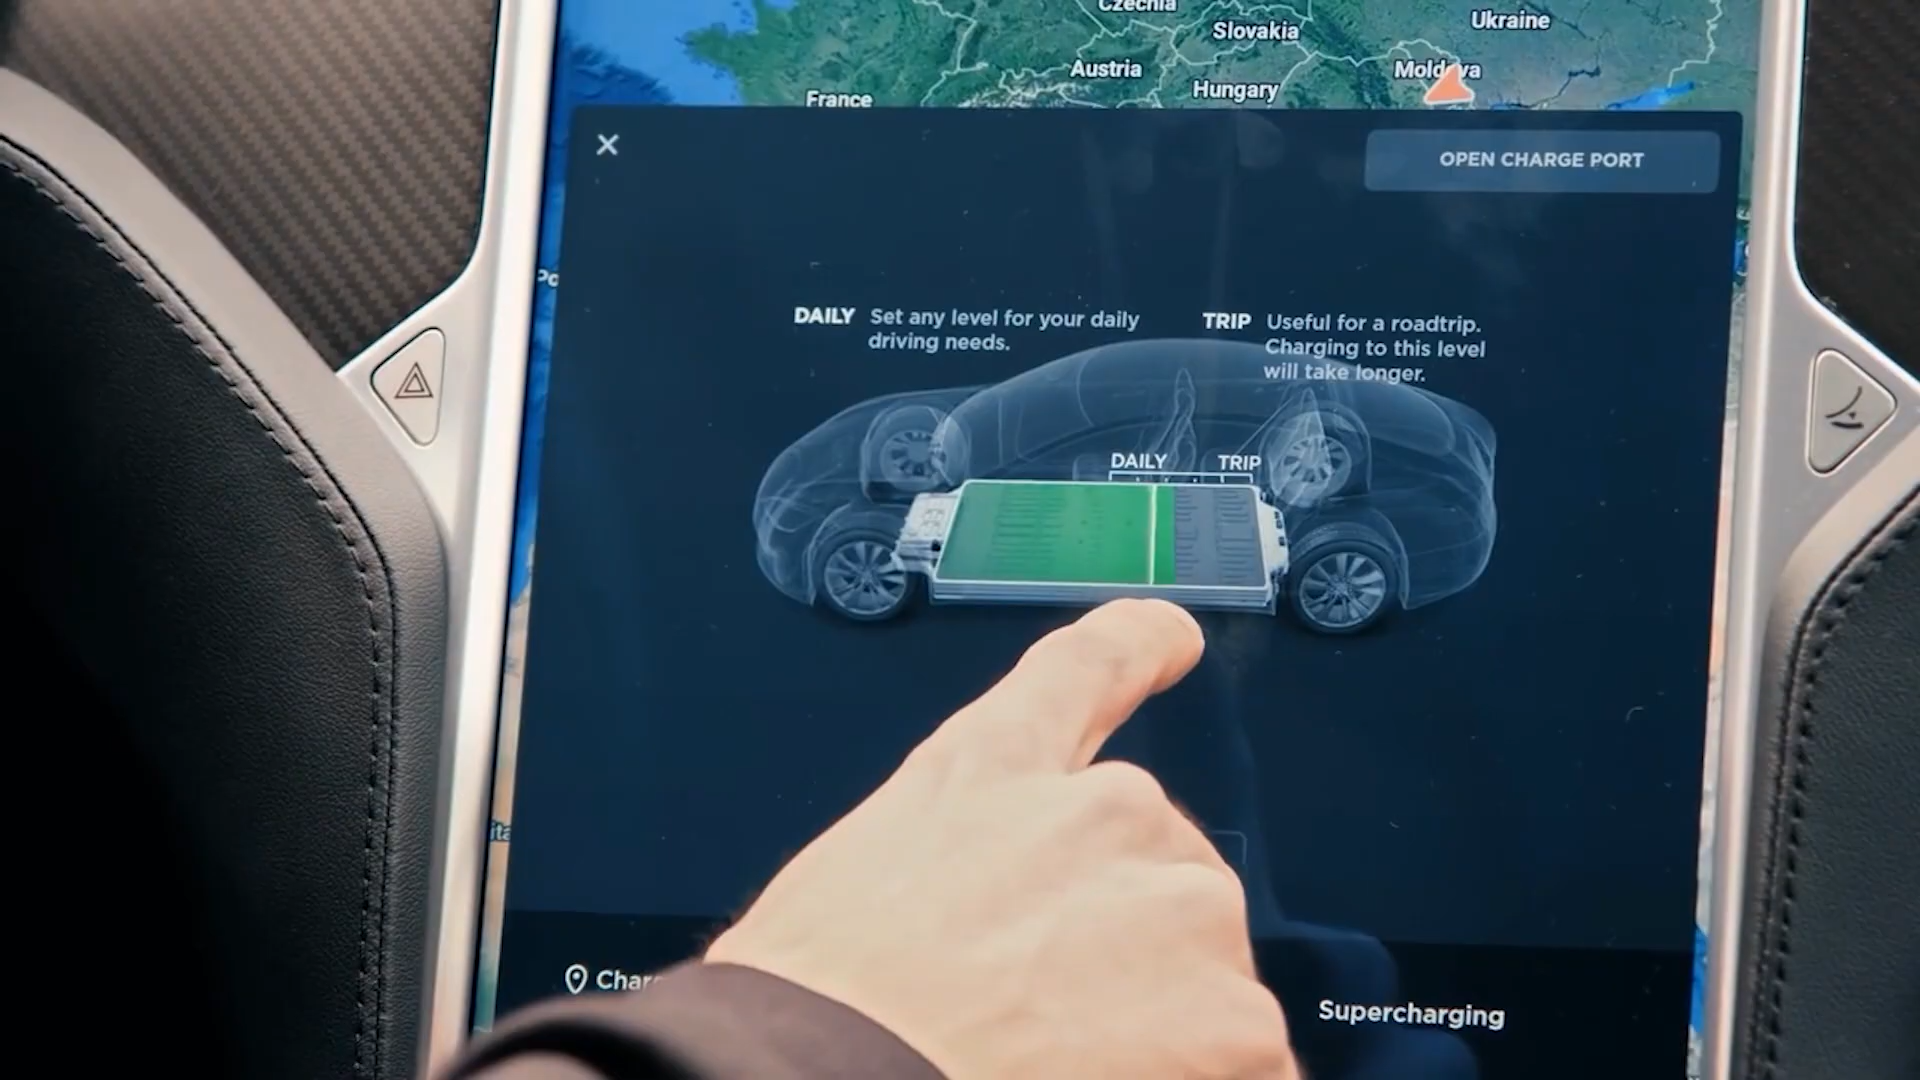 Czechia
Slovakia
Ukraine
Austria
Moldova
Hungary
France
OPEN CHARGE PORT
DAILY Set any level for your daily
driving needs.
TRIP Useful for a roadtrip.
Charging to this level
will take longer.
DAILY TRIP
Supercharging